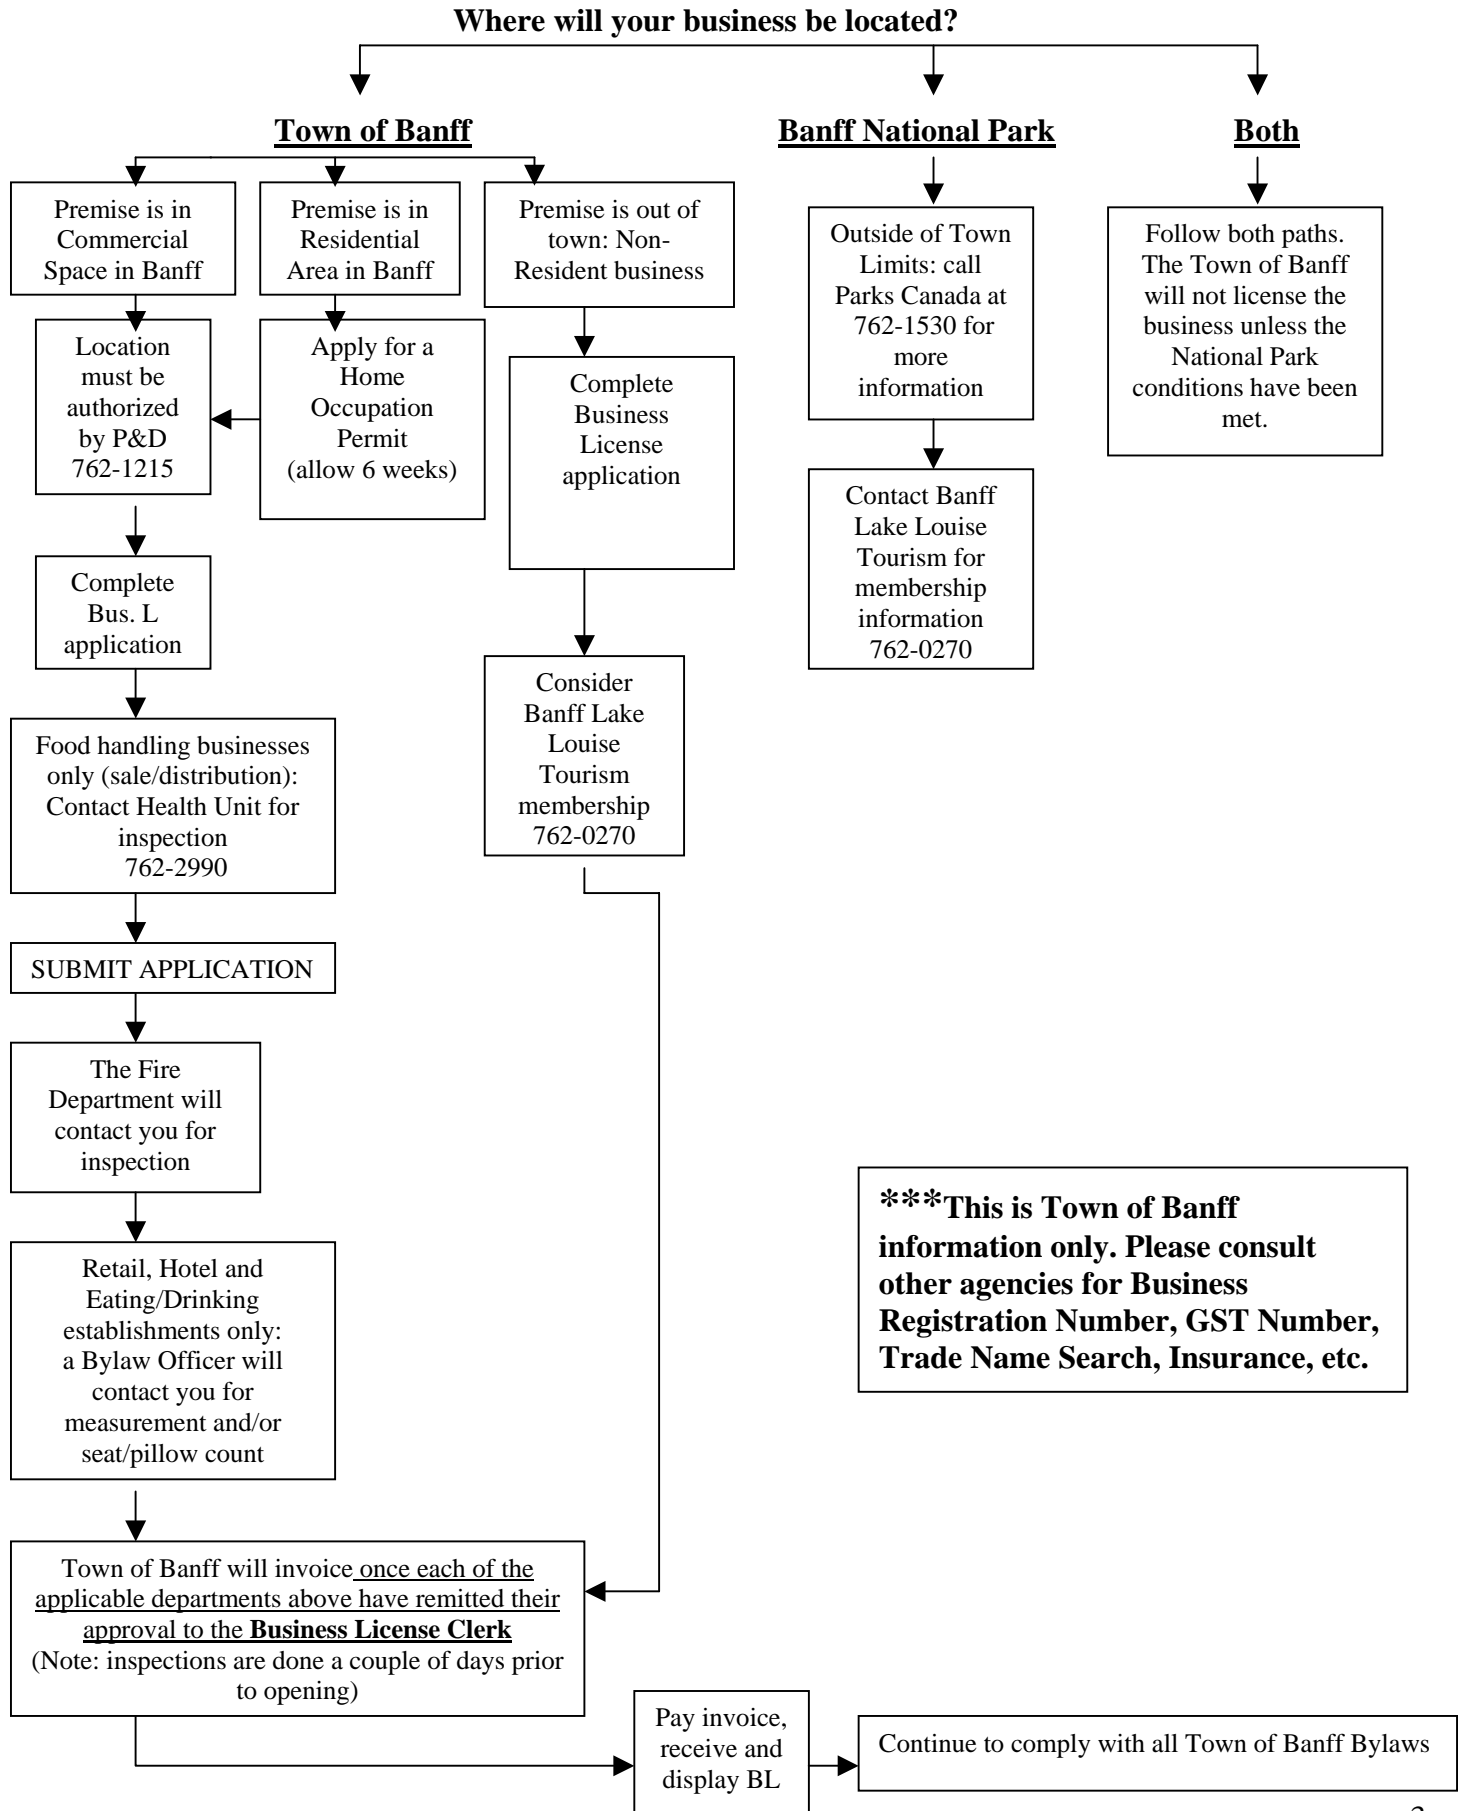 Where will your business be located?
Town of Banff
Banff National Park
Both
Premise is in
Commercial
Space in Banff
Premise is in
Residential
Area in Banff
Premise is out of
town: Non-
Resident business
Outside of Town
Limits: call
Parks Canada at
762-1530 for
more
information
Follow both paths.
The Town of Banff
will not license the
business unless the
National Park
conditions have been
met.
Location
must be
authorized
by P&D
762-1215
Apply for a
Home
Occupation
Permit
(allow 6 weeks)
Complete
Business
License
application
Contact Banff
Lake Louise
Tourism for
membership
information
762-0270
Complete
Bus. L
application
Consider
Banff Lake
Louise
Tourism
membership
762-0270
Food handling businesses
only (sale/distribution):
Contact Health Unit for
inspection
762-2990
SUBMIT APPLICATION
The Fire
Department will
contact you for
inspection
Retail, Hotel and
Eating/Drinking
establishments only:
a Bylaw Officer will
contact you for
measurement and/or
seat/pillow count
***This is Town of Banff
information only. Please consult
other agencies for Business
Registration Number, GST Number,
Trade Name Search, Insurance, etc.
Town of Banff will invoice once each of the
applicable departments above have remitted their
approval to the Business License Clerk
(Note: inspections are done a couple of days prior
to opening)
Pay invoice,
receive and
display BL
Continue to comply with all Town of Banff Bylaws